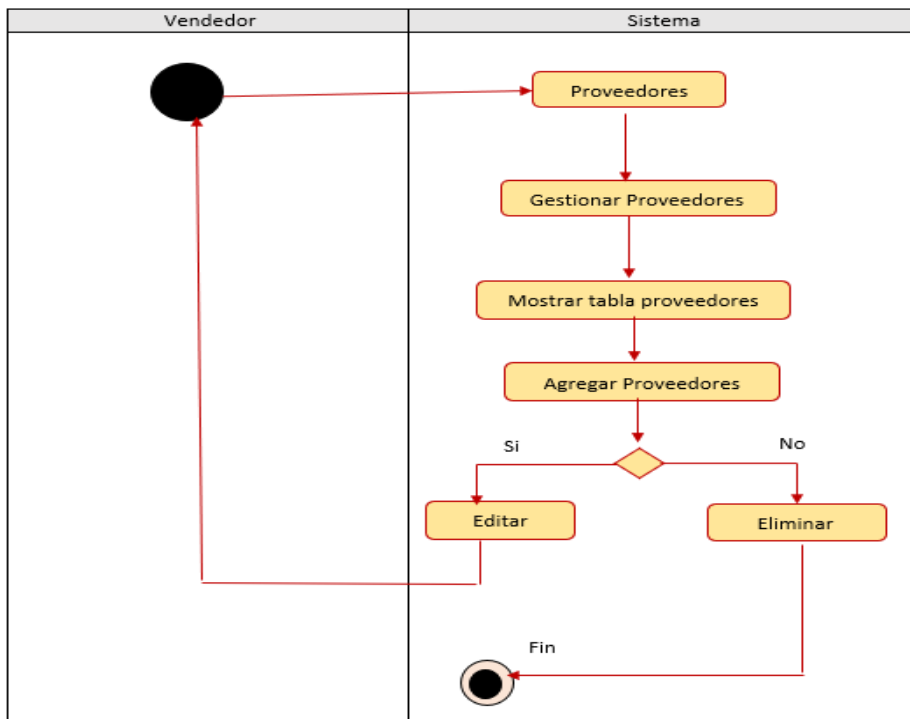 Vendedor
Sistema
Proveedores
Gestionar Proveedores
Mostrar tabla proveedores
Agregar Proveedores
Si
No
Editar
Eliminar
Fin